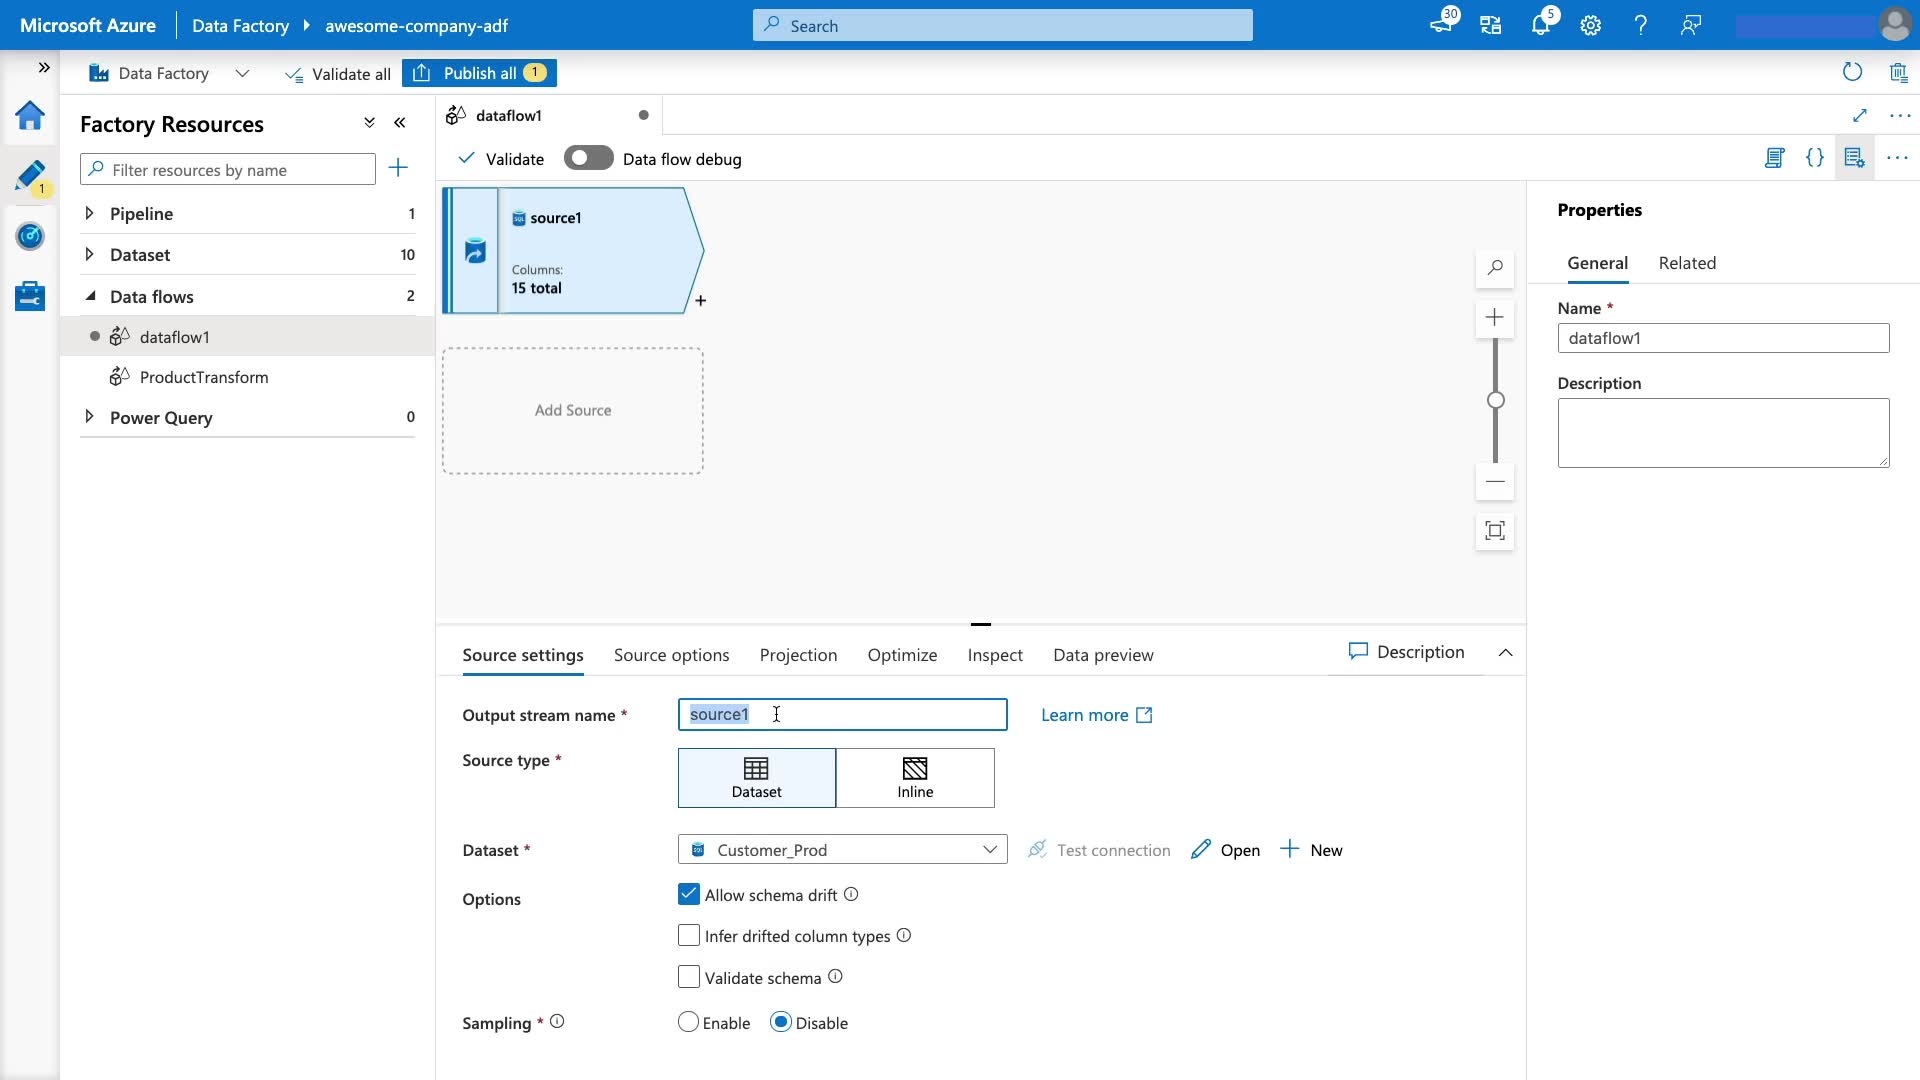 Microsoft Azure
Data Factory
awesome-company-adf
Search
30
5
Data Factory
Validate all
Publish all
1
1
Factory Resources
Filter resources by name
Pipeline 1
Dataset 10
Data flows 2
dataflow1
ProductTransform
Power Query 0
dataflow1
Validate
Data flow debug
source1
Columns:
15 total
Add Source
Properties
General
Related
Name *
dataflow1
Description
Source settings
Source options
Projection
Optimize
Inspect
Data preview
Description
Output stream name *
source1
Learn more
Source type *
Dataset
Inline
Dataset *
Customer_Prod
Test connection
Open
New
Options
Allow schema drift
Infer drifted column types
Validate schema
Sampling *
Enable
Disable